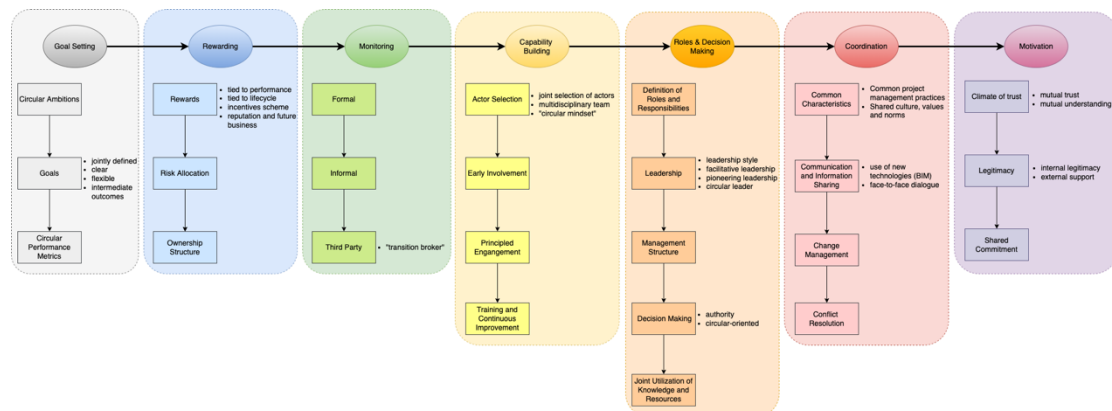 Goal Setting
Rewarding
Monitoring
Capability
Building
Roles & Decision
Making
Coordination
Motivation
Circular Ambitions
Goals
• jointly defined
• clear
• flexible
• intermediate
outcomes
Circular
Performance
Metrics
Rewards
• tied to performance
• tied to lifecycle
• incentives scheme
• reputation and future
business
Risk Allocation
Ownership
Structure
Formal
Informal
Third Party
• "transition broker"
Actor Selection
• joint selection of actors
• multidisciplinary team
• "circular mindset"
Early Involvement
Principled
Engangement
Training and
Continuous
Improvement
Definition of
Roles and
Responsibilities
Leadership
• leadership style
• facilitative leadership
• pioneering leadership
• circular leader
Management
Structure
Decision Making
• authority
• circular-oriented
Joint Utilization of
Knowledge and
Resources
Common
Characteristics
• Common project
management practices
• Shared culture, values
and norms
Communication
and Information
Sharing
• use of new
technologies (BIM)
• face-to-face dialogue
Change
Management
Conflict
Resolution
Climate of trust
• mutual trust
• mutual understanding
Legitimacy
• internal legitimacy
• external support
Shared
Commitment